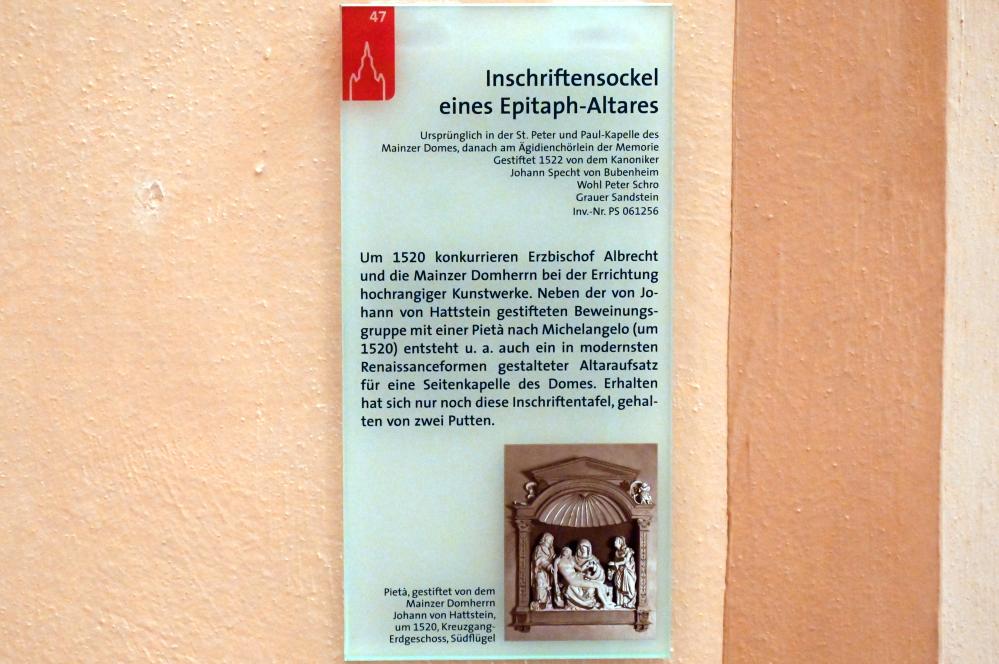 47
Inschriftensockel
eines Epitaph-Altares
Ursprünglich in der St. Peter und Paul-Kapelle des
Mainzer Domes, danach am Ägidienchörlein der Memorie
Gestiftet 1522 von dem Kanoniker
Johann Specht von Bubenheim
Wohl Peter Schro
Grauer Sandstein
Inv.-Nr. PS 061256
Um 1520 konkurrieren Erzbischof Albrecht
und die Mainzer Domherrn bei der Errichtung
hochrangiger Kunstwerke. Neben der von Jo-
hann von Hattstein gestifteten Beweinungs-
gruppe mit einer Pietà nach Michelangelo (um
1520) entsteht u. a. auch ein in modernsten
Renaissanceformen gestalteter Altaraufsatz
für eine Seitenkapelle des Domes. Erhalten
hat sich nur noch diese Inschriftentafel, gehal-
ten von zwei Putten.
Pietà, gestiftet von dem
Mainzer Domherrn
Johann von Hattstein,
um 1520, Kreuzgang-
Erdgeschoss, Südflügel